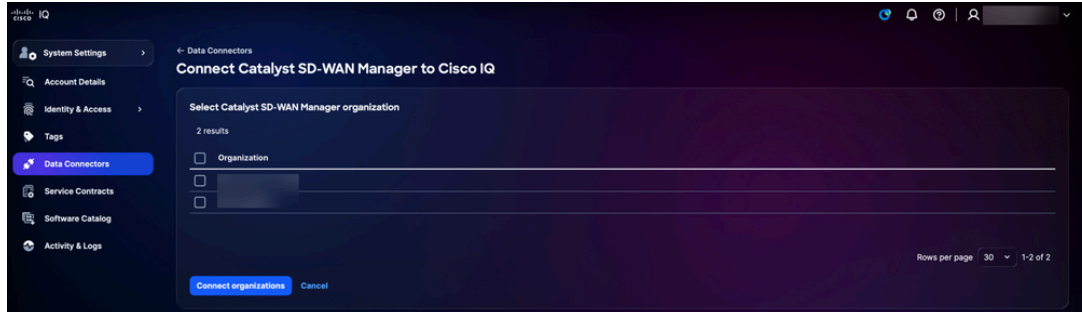 CISCO IQ
System Settings
Account Details
Identity & Access
Tags
Data Connectors
Service Contracts
Software Catalog
Activity & Logs
← Data Connectors
Connect Catalyst SD-WAN Manager to Cisco IQ
Select Catalyst SD-WAN Manager organization
2 results
Organization
Rows per page 30 1-2 of 2
Connect organizations Cancel